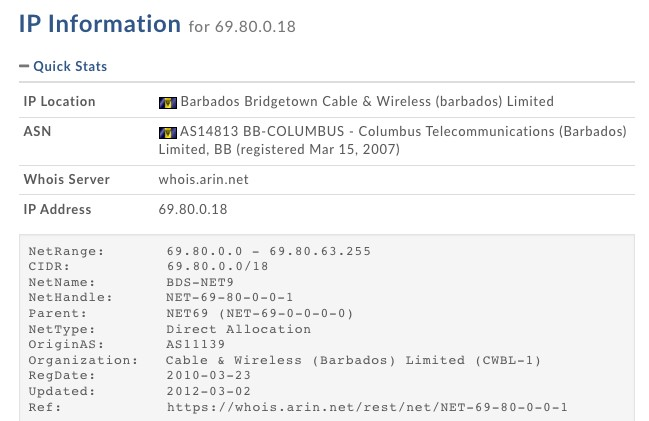 IP Information for 69.80.0.18
Quick Stats
IP Location Barbados Bridgetown Cable & Wireless (barbados) Limited
ASN AS14813 BB-COLUMBUS - Columbus Telecommunications (Barbados)
Limited, BB (registered Mar 15, 2007)
Whois Server whois.arin.net
IP Address 69.80.0.18
NetRange: 69.80.0.0 - 69.80.63.255
CIDR: 69.80.0.0/18
NetName: BDS-NET9
NetHandle: NET-69-80-0-0-1
Parent: NET69 (NET-69-0-0-0-0)
NetType: Direct Allocation
OriginAS: AS11139
Organization: Cable & Wireless (Barbados) Limited (CWBL-1)
RegDate: 2010-03-23
Updated: 2012-03-02
Ref: https://whois.arin.net/rest/net/NET-69-80-0-0-1